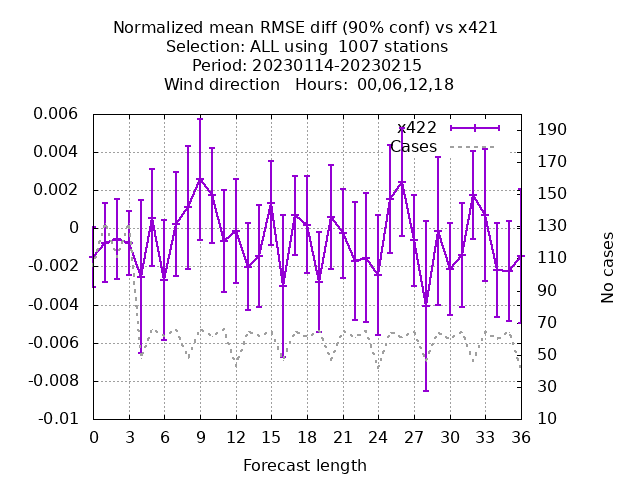 Normalized mean RMSE diff (90% conf) vs x421
Selection: ALL using  1007 stations
Period: 20230114-20230215
Wind direction   Hours:  00,06,12,18
0.006
0.004
0.002
0
-0.002
-0.004
-0.006
-0.008
-0.01
x422
Cases
190
170
150
130
110
90
70
50
30
10
No cases
0 3 6 9 12 15 18 21 24 27 30 33 36
Forecast length